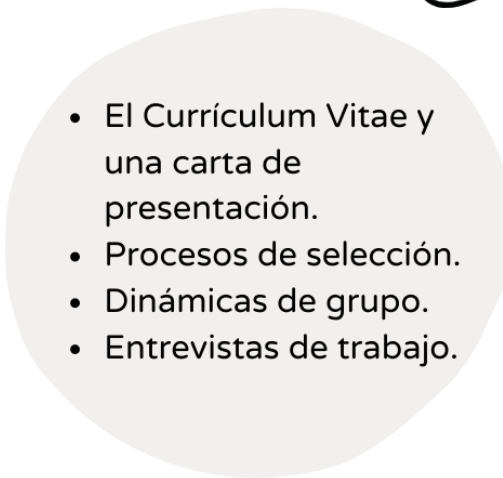 • El Currículum Vitae y
una carta de
presentación.
• Procesos de selección.
• Dinámicas de grupo.
• Entrevistas de trabajo.